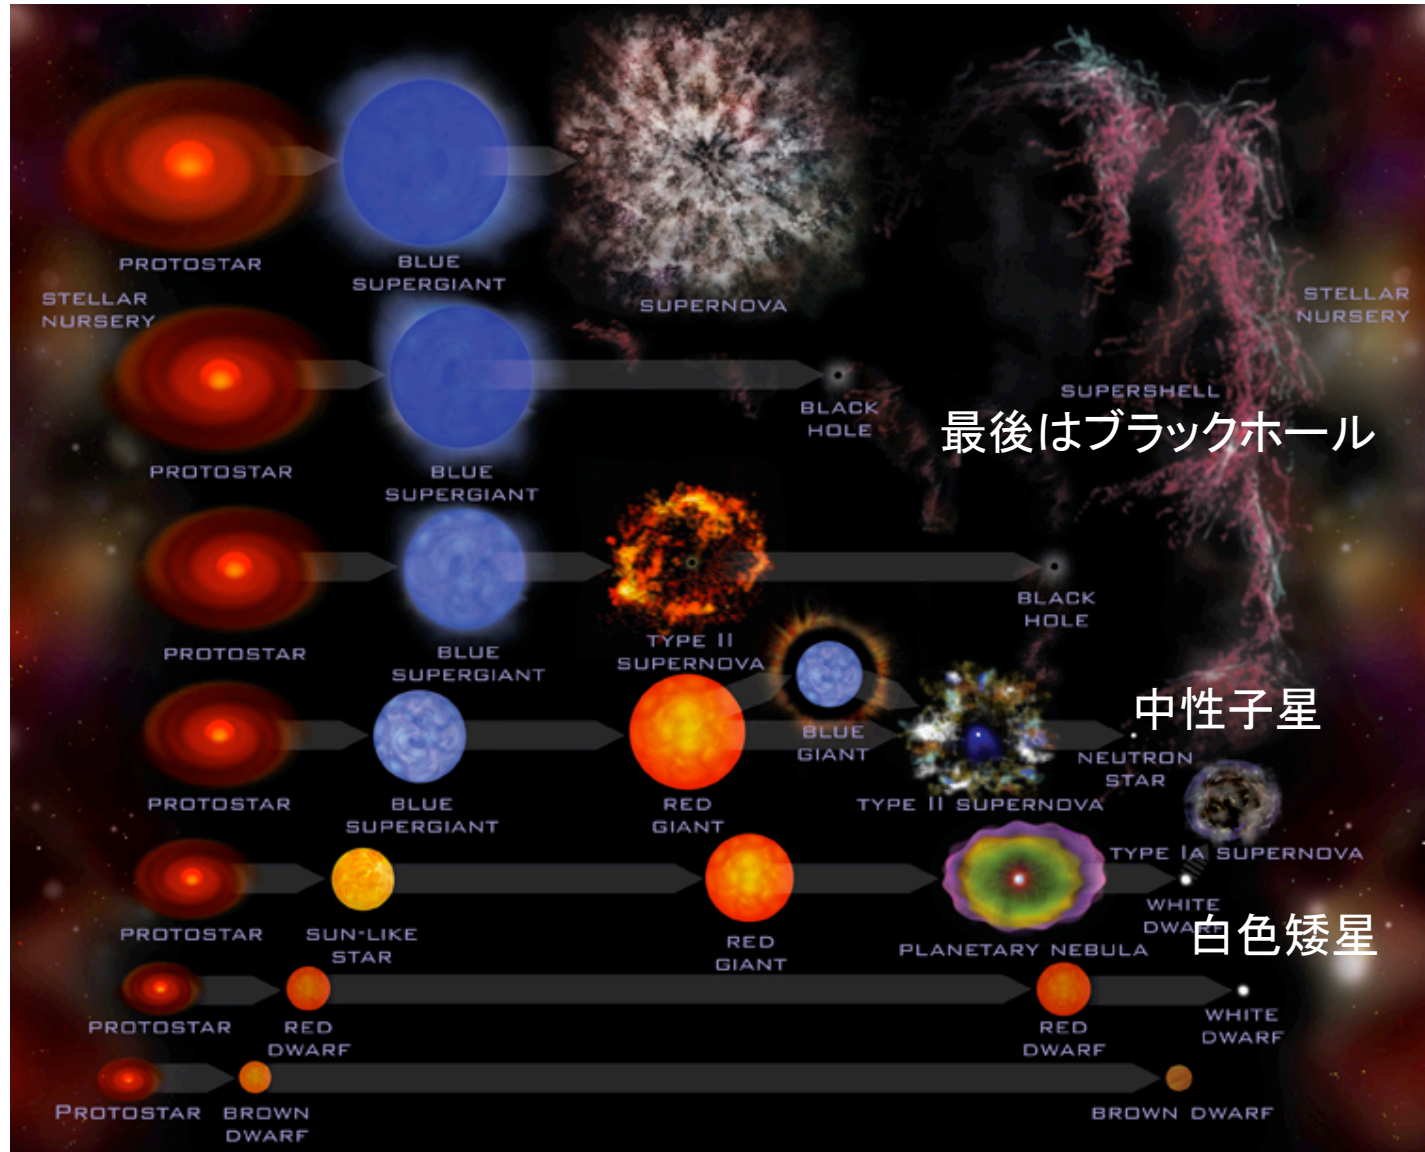 PROTOSTAR
BLUE
SUPERGIANT
SUPERNOVA
STELLAR
NURSERY
STELLAR
NURSERY
SUPERSHELL
PROTOSTAR
BLUE
SUPERGIANT
BLACK
HOLE
最後はブラックホール
PROTOSTAR
BLUE
SUPERGIANT
TYPE II
SUPERNOVA
BLACK
HOLE
PROTOSTAR
BLUE
SUPERGIANT
RED
GIANT
BLUE
GIANT
TYPE II SUPERNOVA
中性子星
NEUTRON
STAR
TYPE IA SUPERNOVA
PROTOSTAR
SUN-LIKE
STAR
RED
GIANT
PLANETARY NEBULA
WHITE
DWARF
白色矮星
PROTOSTAR
RED
DWARF
RED
DWARF
WHITE
DWARF
PROTOSTAR
BROWN
DWARF
BROWN DWARF